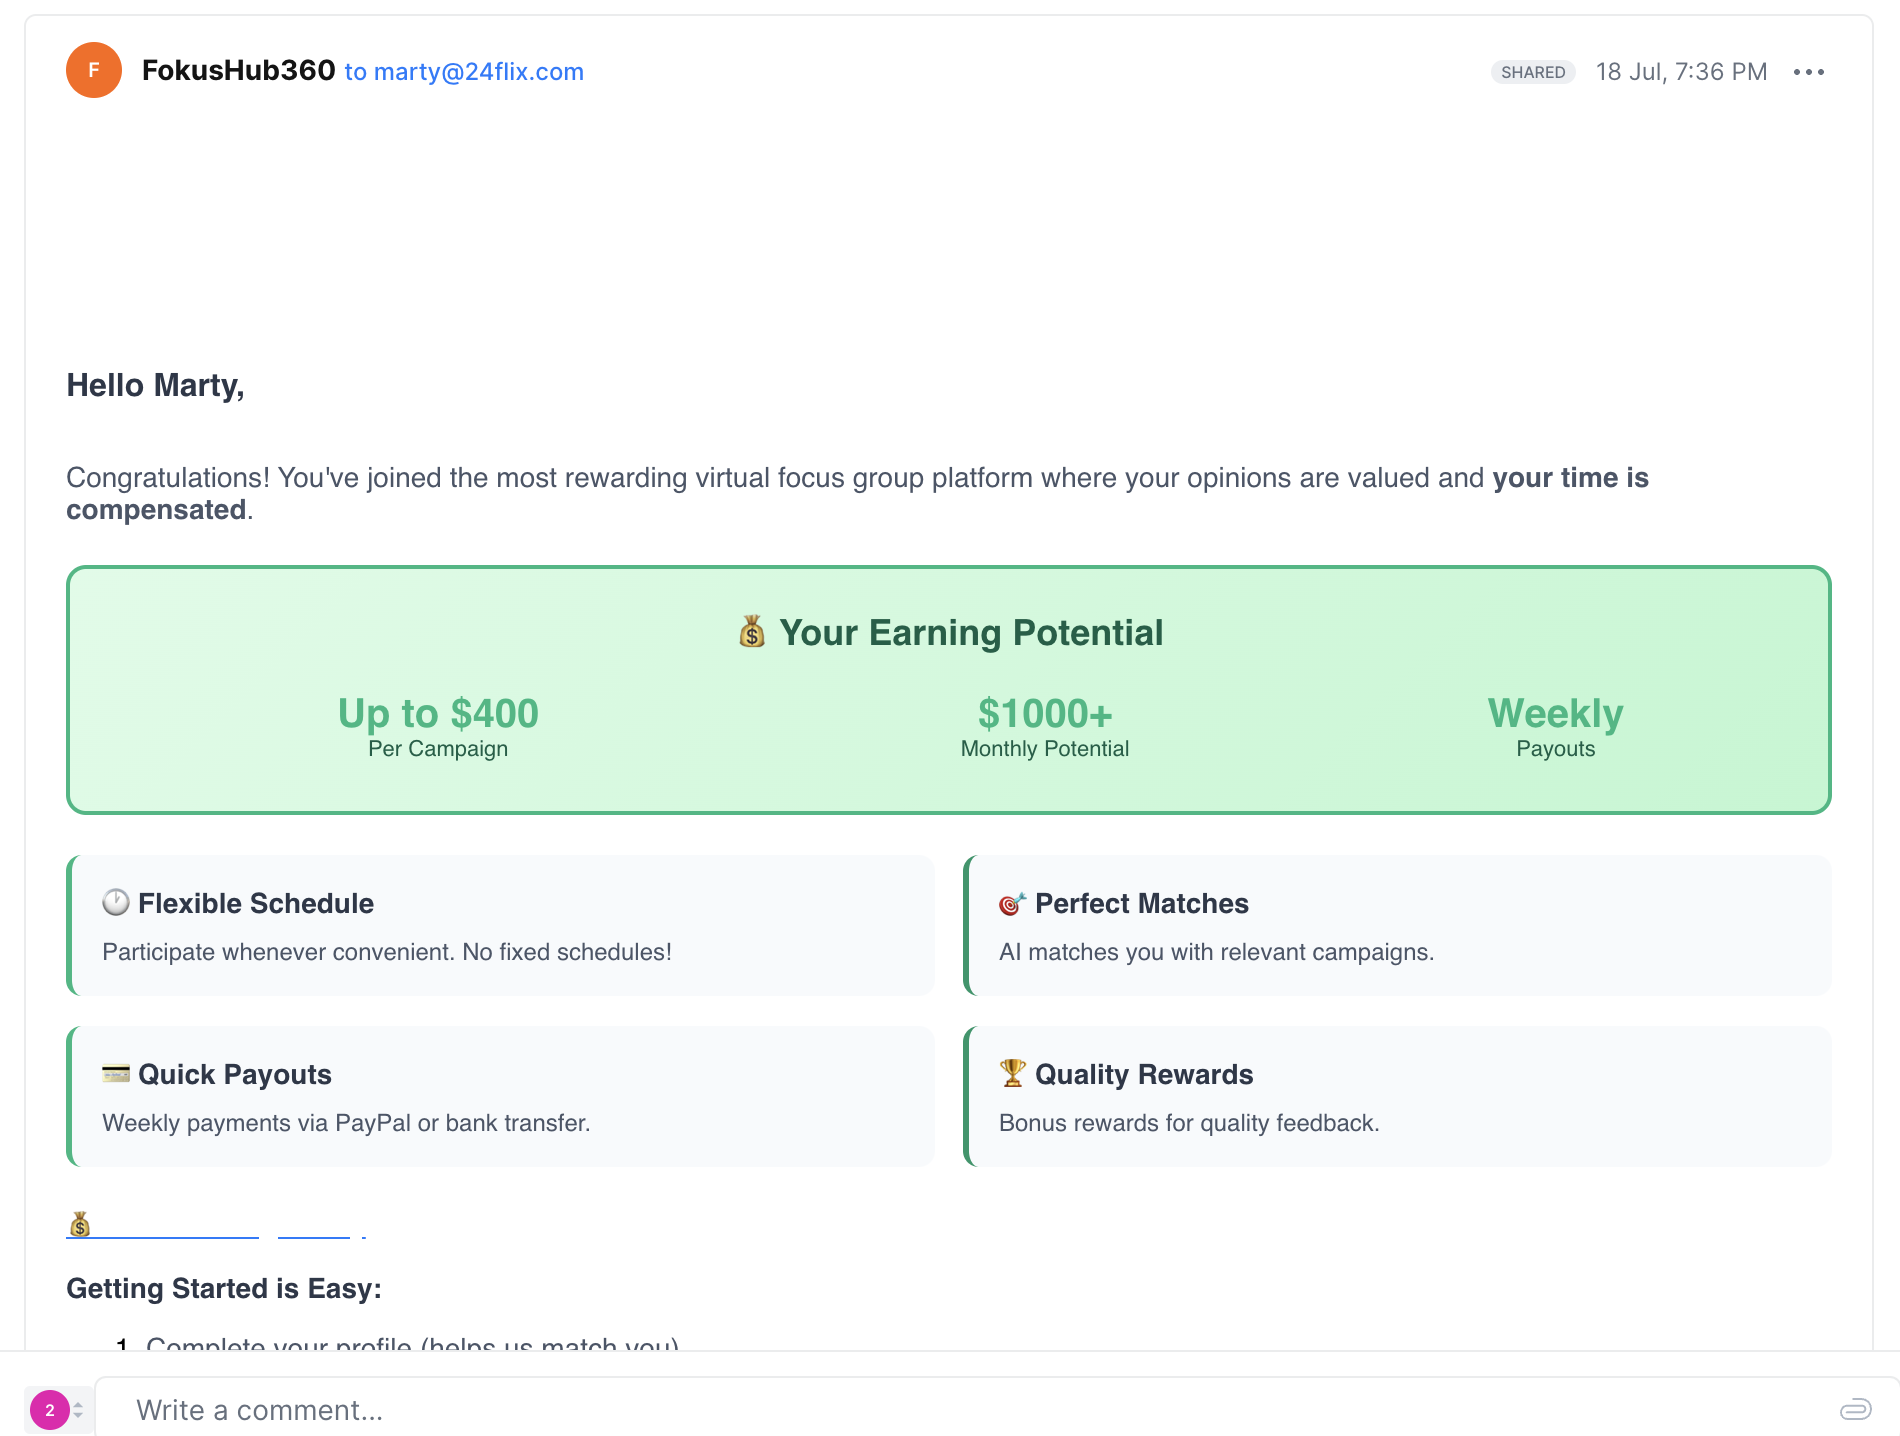 F
FokusHub360 to marty@24flix.com
SHARED
18 Jul, 7:36 PM
Hello Marty,
Congratulations! You've joined the most rewarding virtual focus group platform where your opinions are valued and your time is
compensated.
💰 Your Earning Potential
Up to $400
Per Campaign
$1000+
Monthly Potential
Weekly
Payouts
🕐 Flexible Schedule
Participate whenever convenient. No fixed schedules!
🎯 Perfect Matches
AI matches you with relevant campaigns.
💳 Quick Payouts
Weekly payments via PayPal or bank transfer.
🏆 Quality Rewards
Bonus rewards for quality feedback.
💰
Getting Started is Easy:
1. Complete your profile (helps us match you)
2
Write a comment...